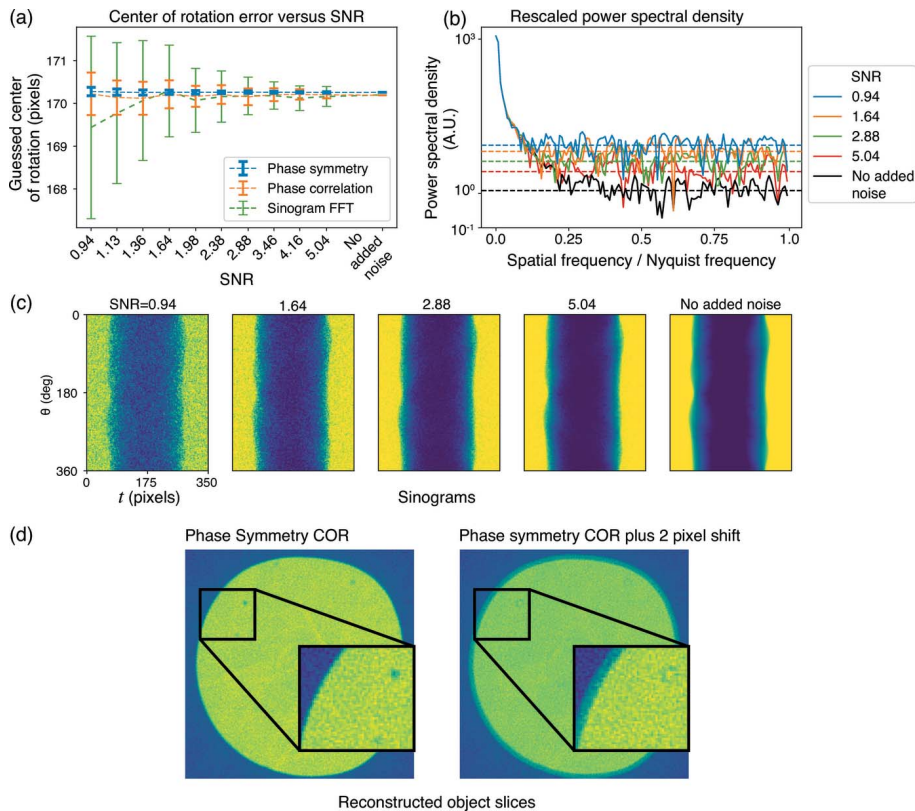 (a)
Center of rotation error versus SNR
Guessed center
of rotation (pixels)
171
170
169
168
Phase symmetry
Phase correlation
Sinogram FFT
0.94
1.13
1.36
1.64
1.98
2.38
2.88
3.46
4.16
5.04
No
added
noise
SNR
(b)
Rescaled power spectral density
Power spectral density
(A.U.)
10³
10⁰
10⁻¹
0.0
0.25
0.50
0.75
1.0
Spatial frequency / Nyquist frequency
SNR
0.94
1.64
2.88
5.04
No added
noise
(c)
SNR=0.94
1.64
2.88
5.04
No added noise
θ (deg)
0
180
360
0
175
350
t (pixels)
Sinograms
(d)
Phase Symmetry COR
Phase symmetry COR plus 2 pixel shift
Reconstructed object slices